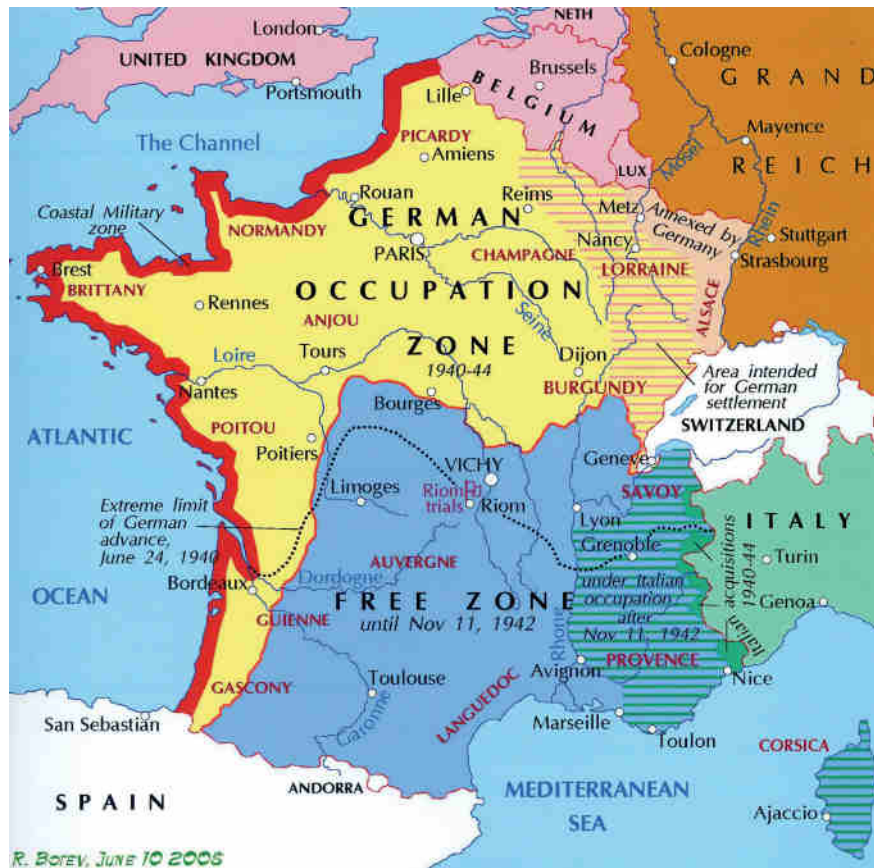 London
NETH
UNITED KINGDOM
Portsmouth
Brussels
BELGIUM
Cologne
GRAND
REICH
Lille
The Channel
PICARDY
Amiens
LUX
Mosel
Mayence
Rouan
Reims
Metz
Annexed by
Germany
Rhein
Coastal Military
zone
NORMANDY
GERMAN
PARIS
CHAMPAGNE
Nancy
LORRAINE
Stuttgart
Strasbourg
ALSACE
Brest
BRITTANY
Rennes
OCCUPATION
ANJOU
Seine
ZONE
1940-44
Loire
Tours
Dijon
Area intended
for German
settlement
Nantes
Bourges
BURGUNDY
SWITZERLAND
ATLANTIC
POITOU
Poitiers
VICHY
Geneve
Extreme limit
of German
advance,
June 24, 1940
Limoges
Riom
trials
Riom
SAVOY
Lyon
ITALY
Grenoble
Italian acquisitions
1940-44
Turin
AUVERGNE
Bordeaux
Dordogne
under Italian
occupation
after
Nov 11, 1942
OCEAN
GUIENNE
FREE ZONE
until Nov 11, 1942
Rhone
Genoa
PROVENCE
Avignon
Nice
GASCONY
Toulouse
LANGUEDOC
Garonne
San Sebastian
Marseille
Toulon
CORSICA
ANDORRA
MEDITERRANEAN
SEA
SPAIN
Ajaccio
R. Botev, June 10 2005